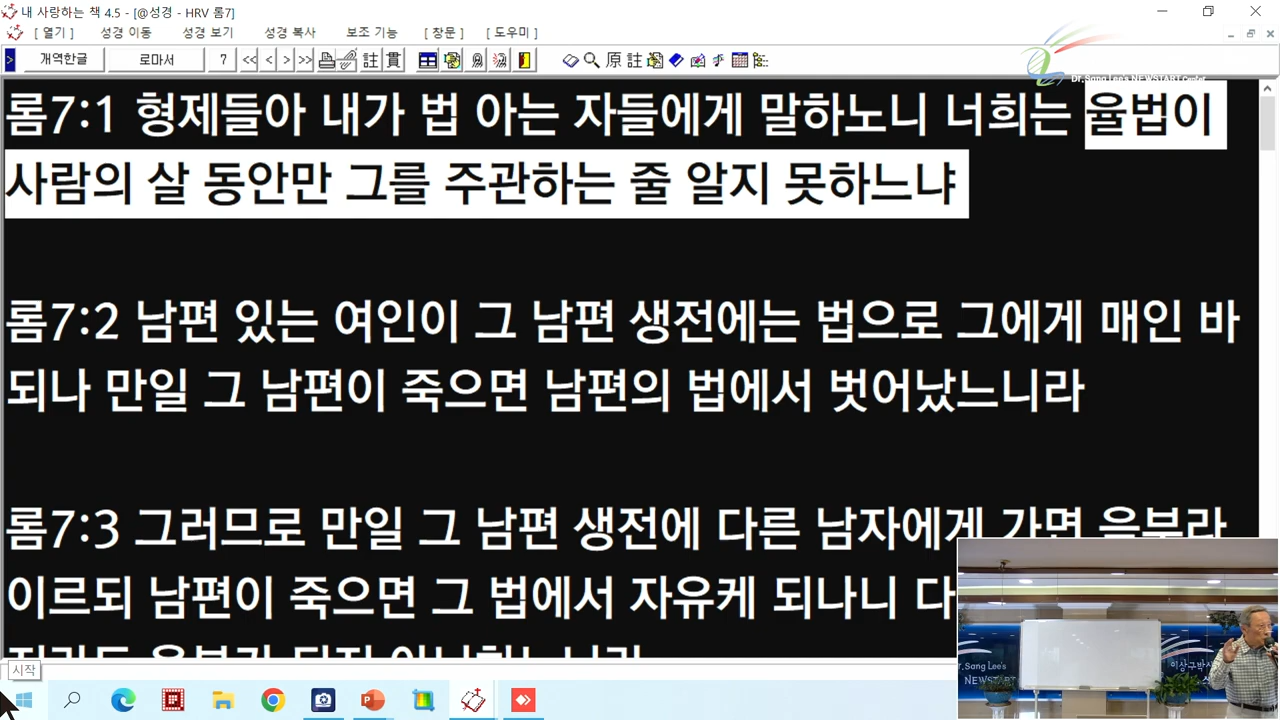 내 사랑하는 책 4.5 - [@성경 - HRV 롬7]
[ 열기 ] 성경 이동 성경 보기 성경 복사 보조 기능 [ 창문 ] [ 도우미 ]
> 개역한글 로마서 7 << < > >> 註 貫 原 註
Dr.Sang Lee's NEWSTART Center
롬7:1 형제들아 내가 법 아는 자들에게 말하노니 너희는 율법이
사람의 살 동안만 그를 주관하는 줄 알지 못하느냐
롬7:2 남편 있는 여인이 그 남편 생전에는 법으로 그에게 매인 바
되나 만일 그 남편이 죽으면 남편의 법에서 벗어났느니라
롬7:3 그러므로 만일 그 남편 생전에 다른 남자에게 가면 음부라
이르되 남편이 죽으면 그 법에서 자유케 되나니 다
시작
Dr.Sang Lee's
NEWSTART
이상구박사